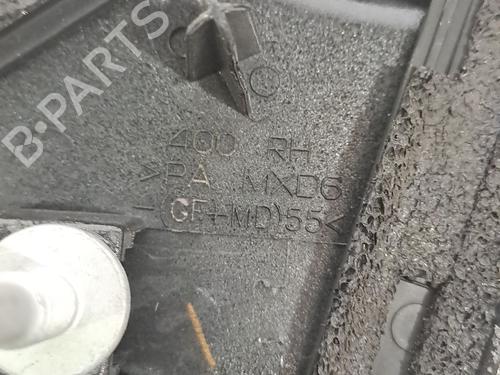 B-PARTS
400 RH
>PA MXD6
-(GF+MD)55<